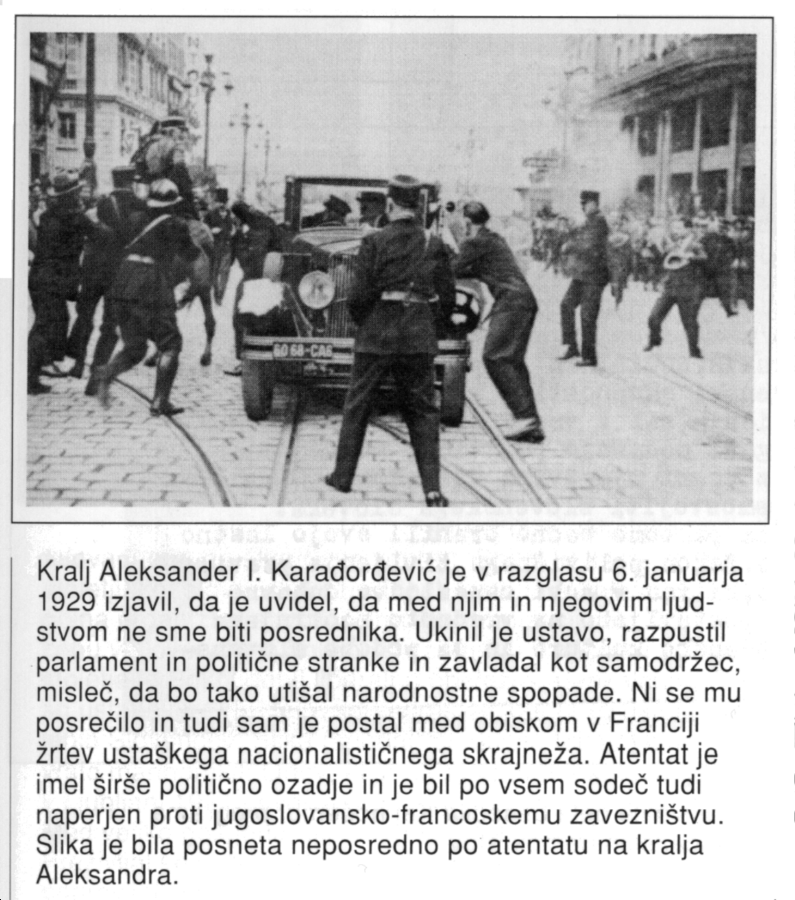 6068-CA6
Kralj Aleksander I. Karađorđević je v razglasu 6. januarja
1929 izjavil, da je uvidel, da med njim in njegovim ljud-
stvom ne sme biti posrednika. Ukinil je ustavo, razpustil
parlament in politične stranke in zavladal kot samodržec,
misleč, da bo tako utišal narodnostne spopade. Ni se mu
posrečilo in tudi sam je postal med obiskom v Franciji
žrtev ustaškega nacionalističnega skrajneža. Atentat je
imel širše politično ozadje in je bil po vsem sodeč tudi
naperjen proti jugoslovansko-francoskemu zavezništvu.
Slika je bila posneta neposredno po atentatu na kralja
Aleksandra.